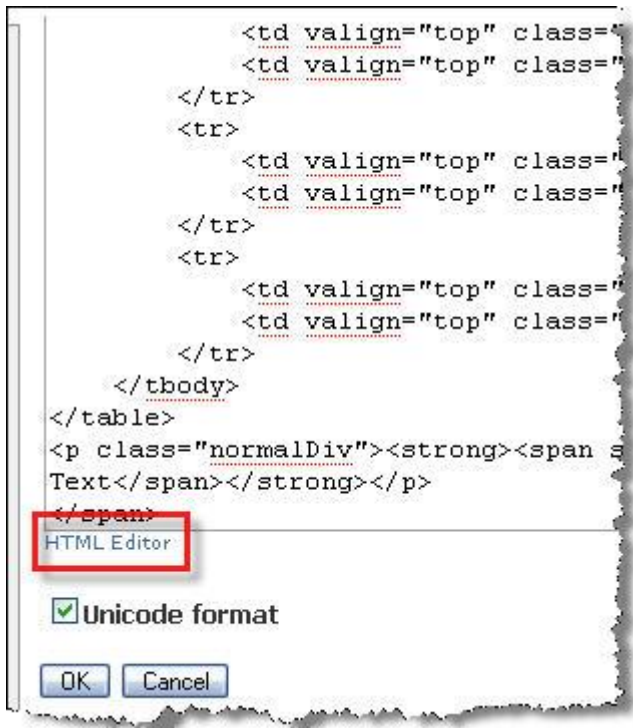 <td valign="top" class="
<td valign="top" class="
</tr>
<tr>
<td valign="top" class="
<td valign="top" class="
</tr>
<tr>
<td valign="top" class="
<td valign="top" class="
</tr>
</tbody>
</table>
<p class="normalDiv"><strong><span s
Text</span></strong></p>
</span>
HTML Editor
Unicode format
OK Cancel